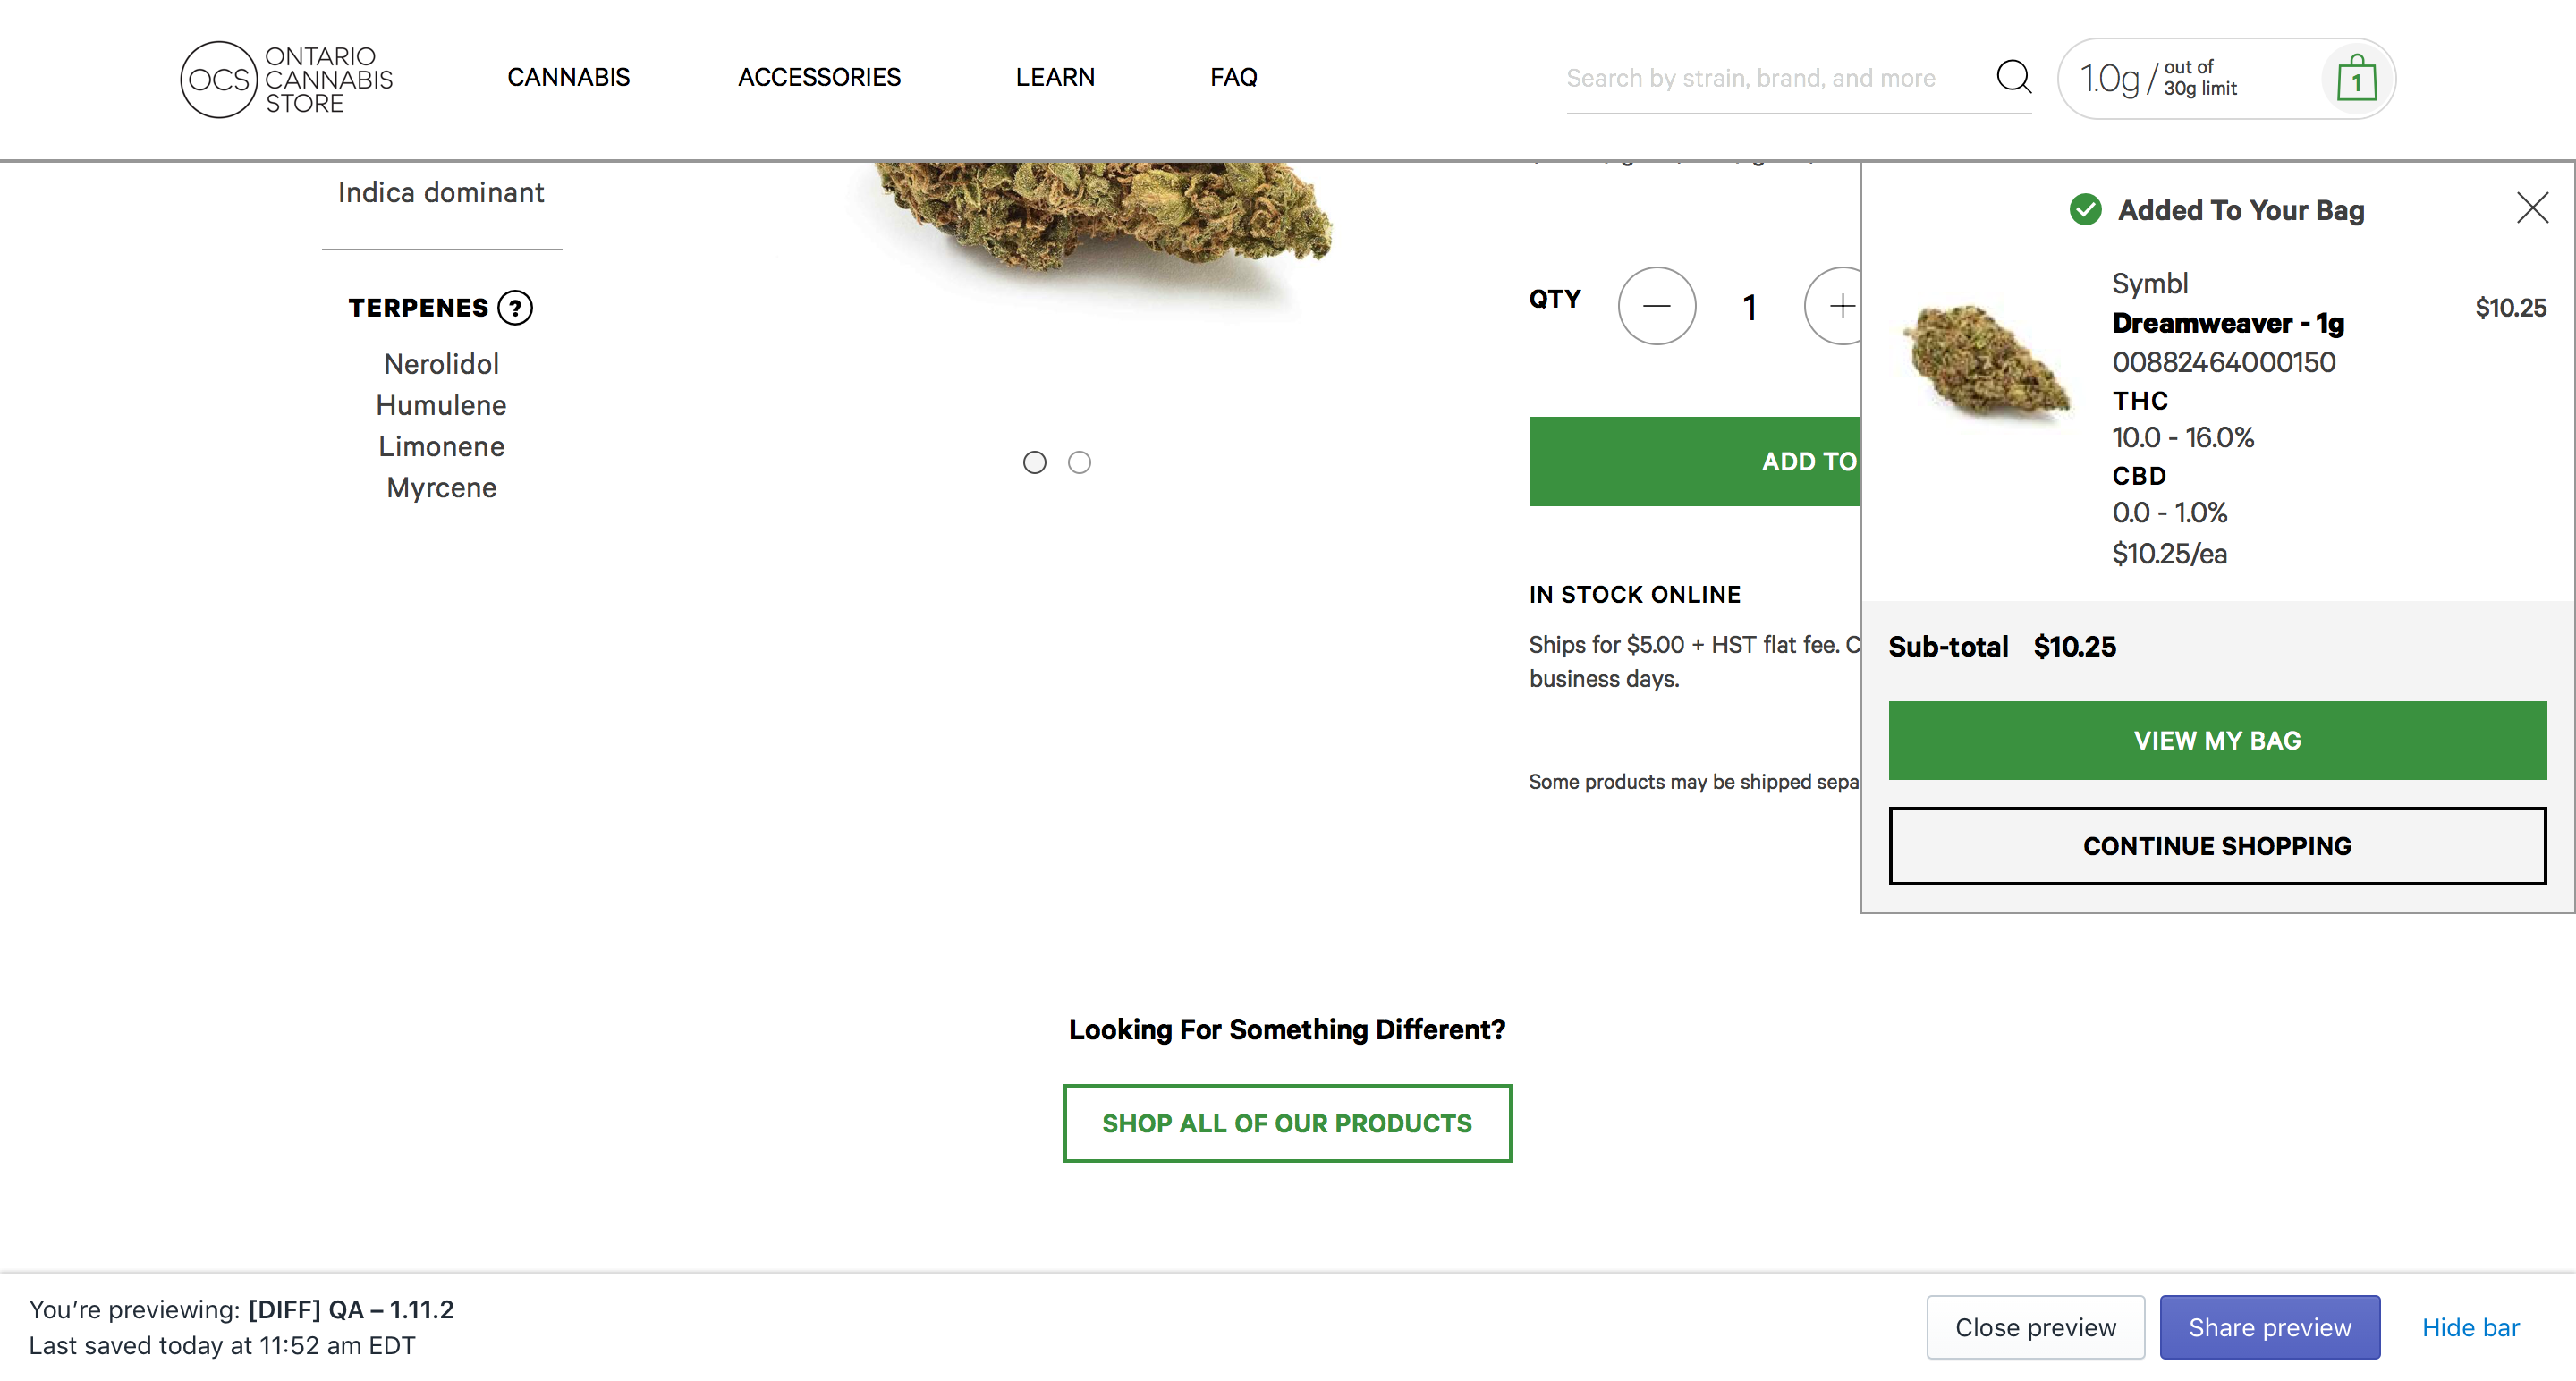 OCS
ONTARIO
CANNABIS
STORE
CANNABIS
ACCESSORIES
LEARN
FAQ
Search by strain, brand, and more
1.0g / out of
30g limit
1
Indica dominant
TERPENES ?
Nerolidol
Humulene
Limonene
Myrcene
QTY
1
ADD TO
IN STOCK ONLINE
Ships for $5.00 + HST flat fee. C
business days.
Some products may be shipped sepa
Added To Your Bag
Symbl
Dreamweaver - 1g
$10.25
00882464000150
THC
10.0 - 16.0%
CBD
0.0 - 1.0%
$10.25/ea
Sub-total $10.25
VIEW MY BAG
CONTINUE SHOPPING
Looking For Something Different?
SHOP ALL OF OUR PRODUCTS
You're previewing: [DIFF] QA – 1.11.2
Last saved today at 11:52 am EDT
Close preview
Share preview
Hide bar